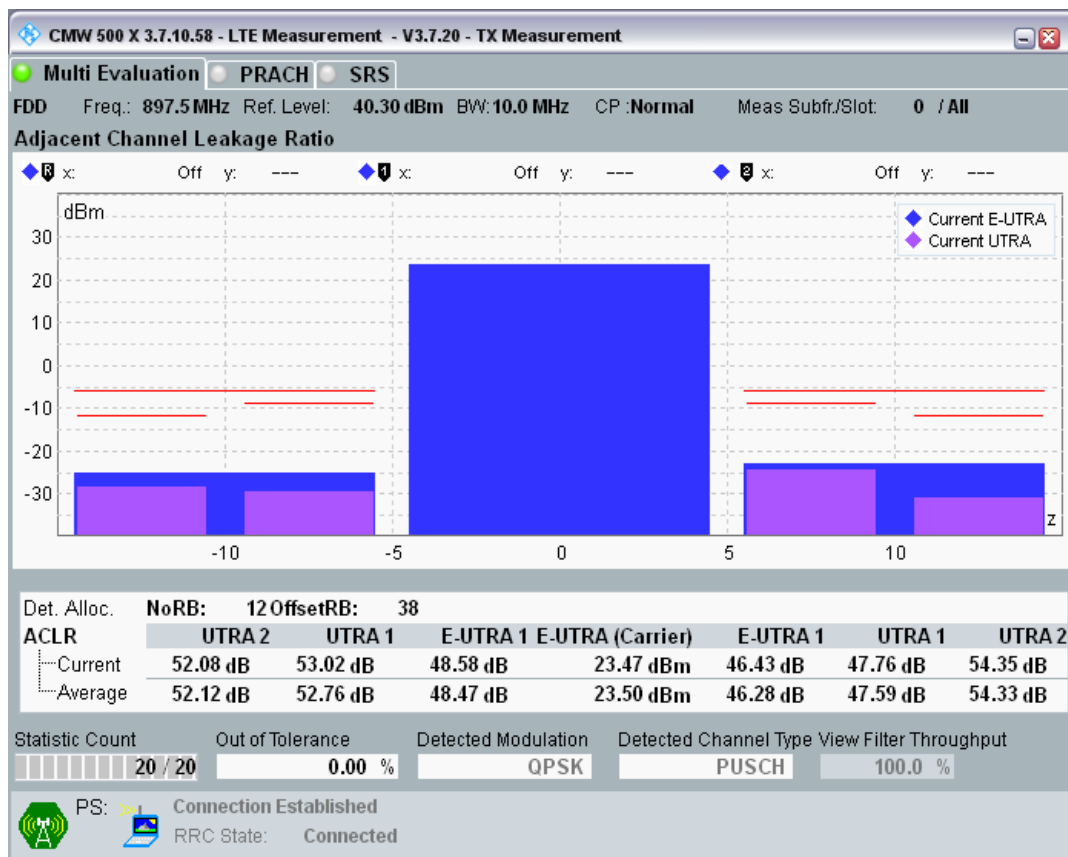 CMW 500 X 3.7.10.58 - LTE Measurement - V3.7.20 - TX Measurement
Multi Evaluation PRACH SRS
FDD Freq.: 897.5 MHz Ref. Level: 40.30 dBm BW: 10.0 MHz CP :Normal Meas Subfr./Slot: 0 / All
Adjacent Channel Leakage Ratio
R x: Off y: --- 1 x: Off y: --- 2 x: Off y: ---
dBm
Current E-UTRA
Current UTRA
30
20
10
0
-10
-20
-30
z
-10 -5 0 5 10
Det. Alloc. NoRB: 12 OffsetRB: 38
ACLR UTRA 2 UTRA 1 E-UTRA 1 E-UTRA (Carrier) E-UTRA 1 UTRA 1 UTRA 2
Current 52.08 dB 53.02 dB 48.58 dB 23.47 dBm 46.43 dB 47.76 dB 54.35 dB
Average 52.12 dB 52.76 dB 48.47 dB 23.50 dBm 46.28 dB 47.59 dB 54.33 dB
Statistic Count Out of Tolerance Detected Modulation Detected Channel Type View Filter Throughput
20 / 20 0.00 % QPSK PUSCH 100.0 %
PS: Connection Established
RRC State: Connected